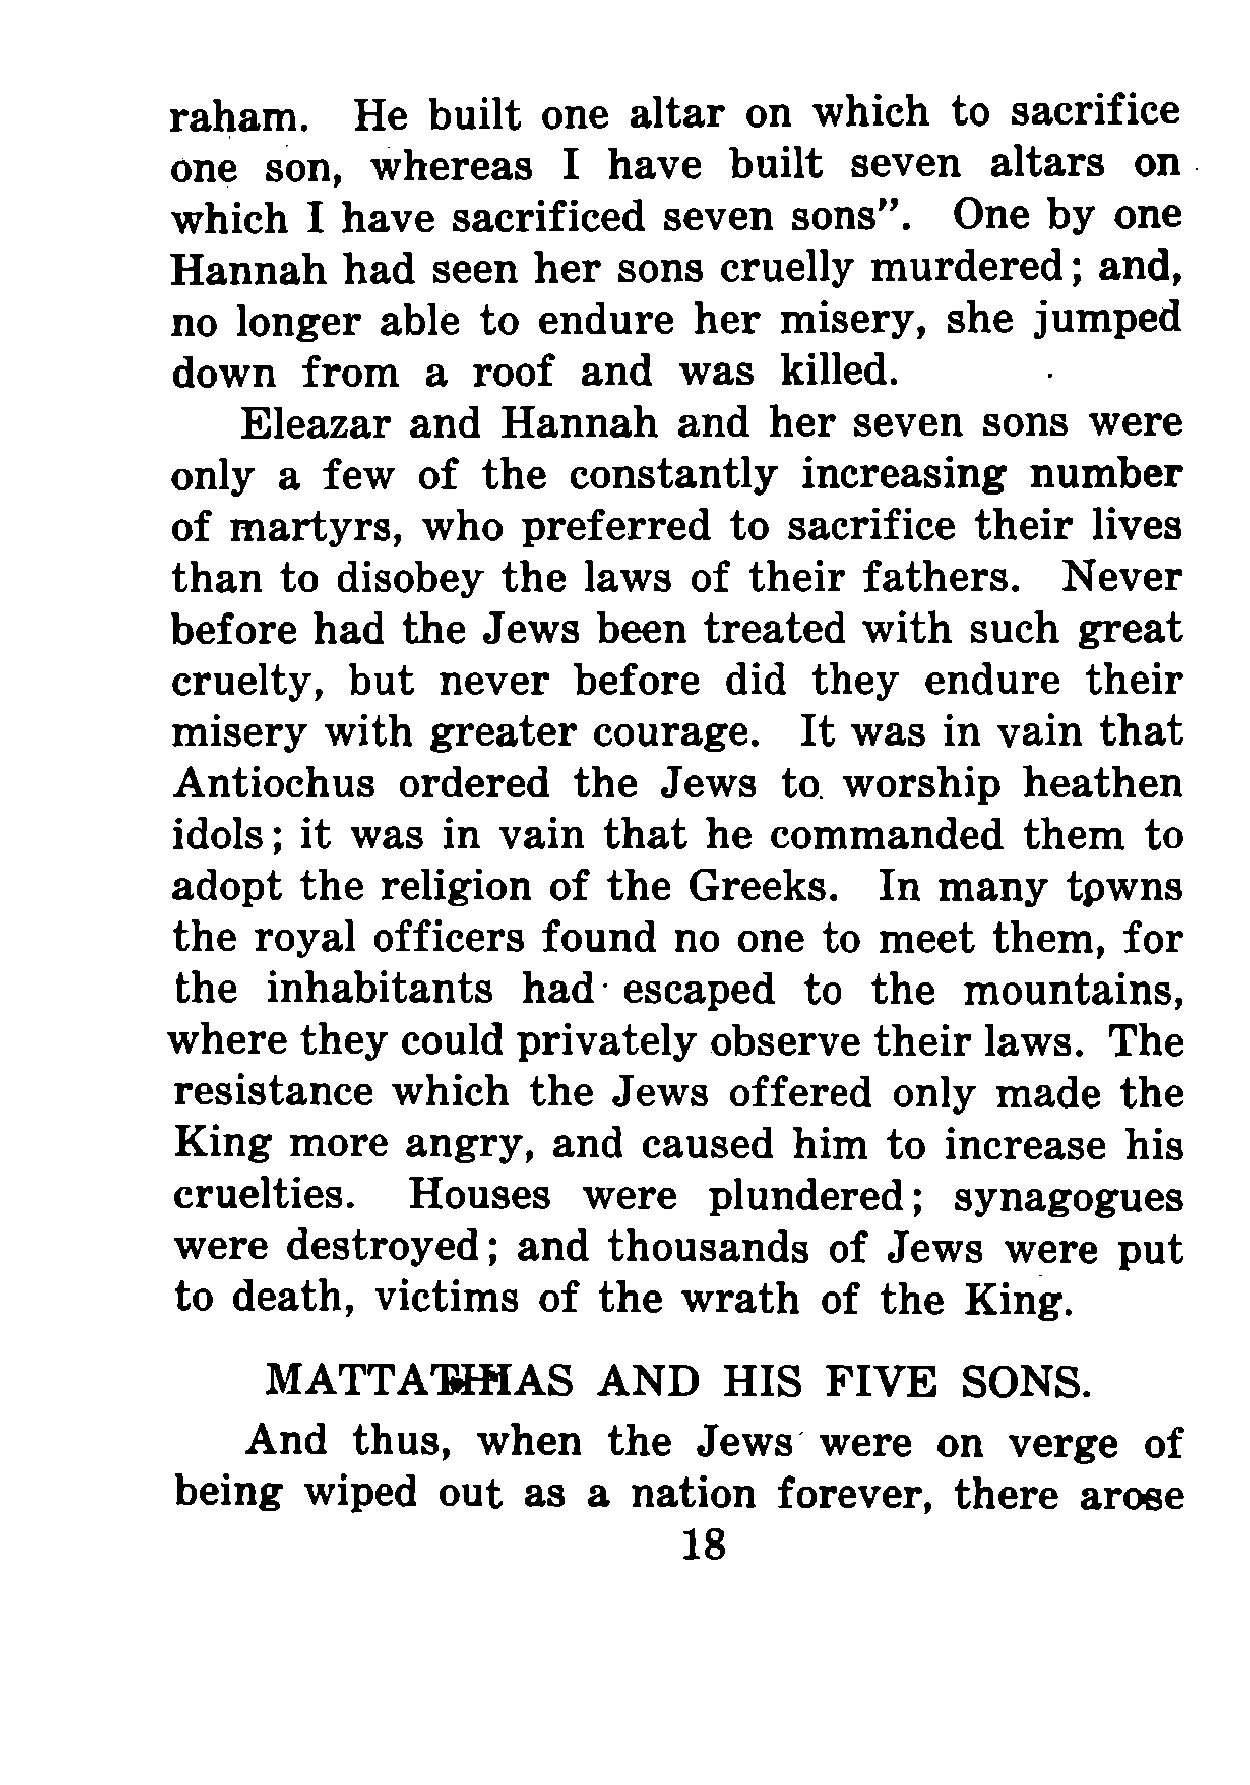 raham. He built one altar on which to sacrifice
one son, whereas I have built seven altars on
which I have sacrificed seven sons". One by one
Hannah had seen her sons cruelly murdered; and,
no longer able to endure her misery, she jumped
down from a roof and was killed.
Eleazar and Hannah and her seven sons were
only a few of the constantly increasing number
of martyrs, who preferred to sacrifice their lives
than to disobey the laws of their fathers. Never
before had the Jews been treated with such great
cruelty, but never before did they endure their
misery with greater courage. It was in vain that
Antiochus ordered the Jews to worship heathen
idols; it was in vain that he commanded them to
adopt the religion of the Greeks. In many towns
the royal officers found no one to meet them, for
the inhabitants had escaped to the mountains,
where they could privately observe their laws. The
resistance which the Jews offered only made the
King more angry, and caused him to increase his
cruelties. Houses were plundered; synagogues
were destroyed; and thousands of Jews were put
to death, victims of the wrath of the King.
MATTATHIAS AND HIS FIVE SONS.
And thus, when the Jews were on verge of
being wiped out as a nation forever, there arose
18